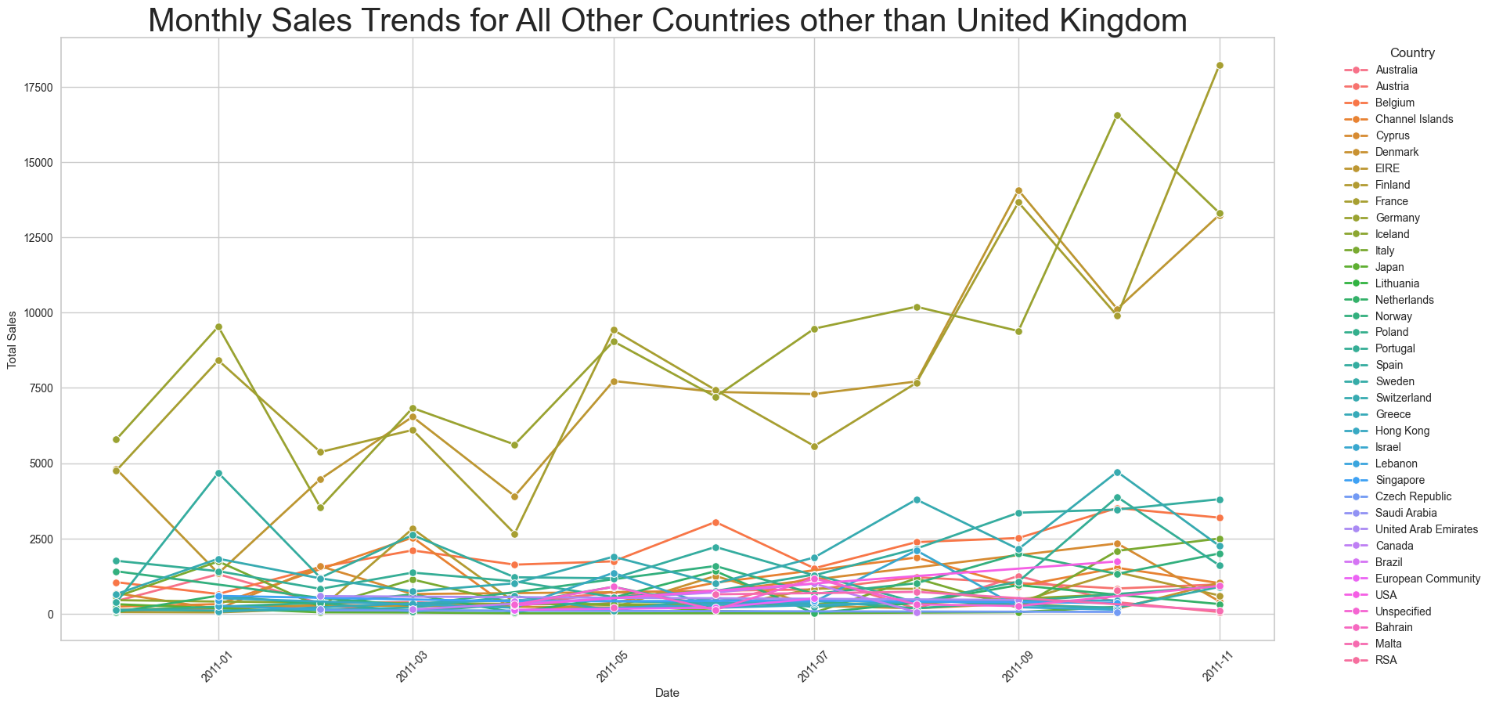 Monthly Sales Trends for All Other Countries other than United Kingdom
Total Sales
17500
15000
12500
10000
7500
5000
2500
0
2011-01
2011-03
2011-05
2011-07
2011-09
2011-11
Date
Country
Australia
Austria
Belgium
Channel Islands
Cyprus
Denmark
EIRE
Finland
France
Germany
Iceland
Italy
Japan
Lithuania
Netherlands
Norway
Poland
Portugal
Spain
Sweden
Switzerland
Greece
Hong Kong
Israel
Lebanon
Singapore
Czech Republic
Saudi Arabia
United Arab Emirates
Canada
Brazil
European Community
USA
Unspecified
Bahrain
Malta
RSA